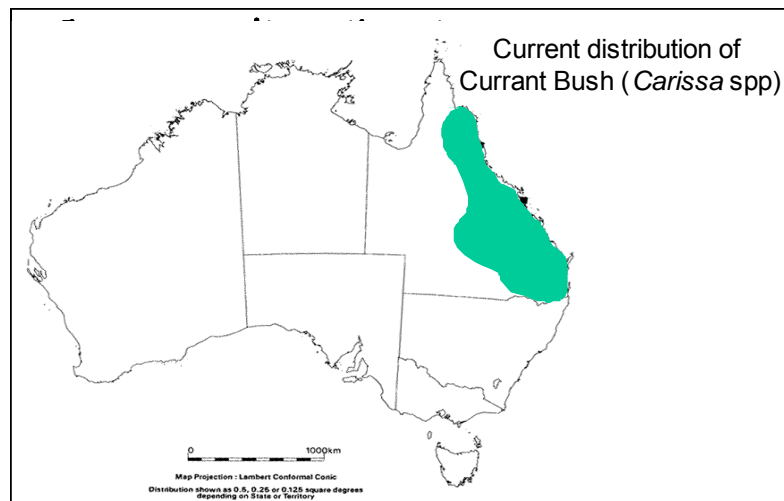 Current distribution of
Currant Bush (Carissa spp)
0 1000km
Map Projection : Lambert Conformal Conic
Distribution shown as 0.5, 0.25 or 0.125 square degrees
depending on State or Territory